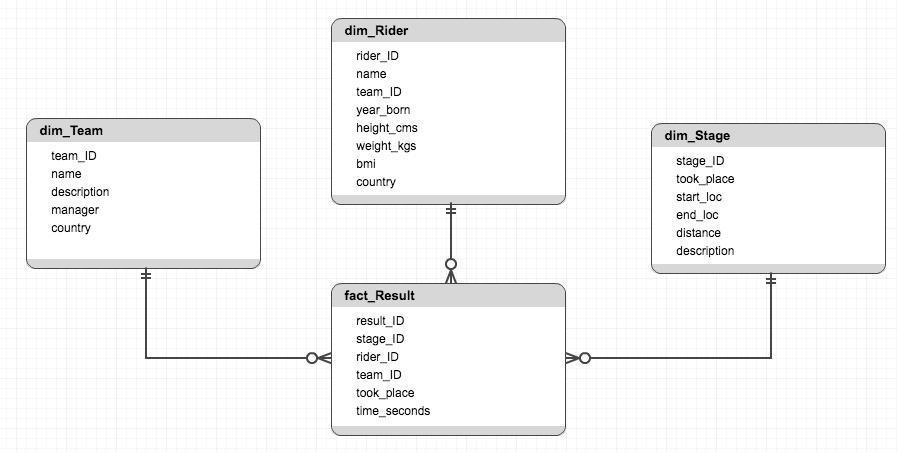 dim_Rider
rider_ID
name
team_ID
year_born
height_cms
weight_kgs
bmi
country
dim_Team
team_ID
name
description
manager
country
dim_Stage
stage_ID
took_place
start_loc
end_loc
distance
description
fact_Result
result_ID
stage_ID
rider_ID
team_ID
took_place
time_seconds